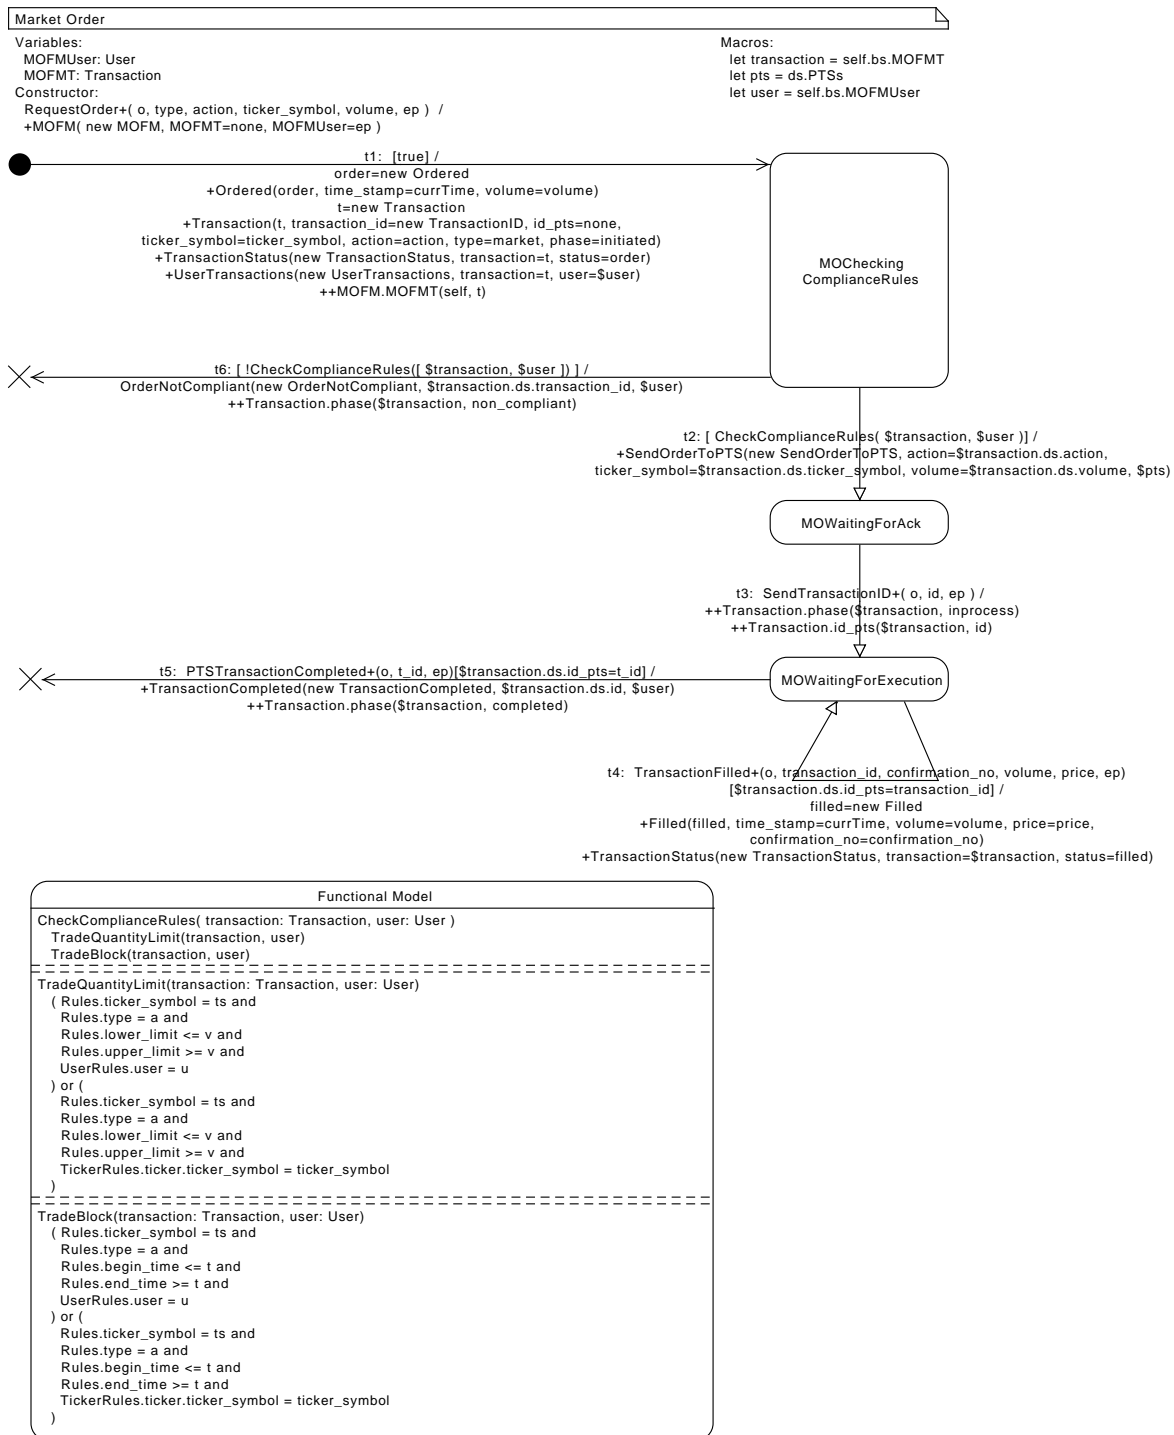 Market Order
Variables:
MOFMUser: User
MOFMT: Transaction
Constructor:
RequestOrder+( o, type, action, ticker_symbol, volume, ep )  /
+MOFM( new MOFM, MOFMT=none, MOFMUser=ep )
Macros:
let transaction = self.bs.MOFMT
let pts = ds.PTSs
let user = self.bs.MOFMUser
t1:  [true] /
order=new Ordered
+Ordered(order, time_stamp=currTime, volume=volume)
t=new Transaction
+Transaction(t, transaction_id=new TransactionID, id_pts=none,
ticker_symbol=ticker_symbol, action=action, type=market, phase=initiated)
+TransactionStatus(new TransactionStatus, transaction=t, status=order)
+UserTransactions(new UserTransactions, transaction=t, user=$user)
++MOFM.MOFMT(self, t)
MOChecking
ComplianceRules
t6: [ !CheckComplianceRules([ $transaction, $user ]) ] /
OrderNotCompliant(new OrderNotCompliant, $transaction.ds.transaction_id, $user)
++Transaction.phase($transaction, non_compliant)
t2: [ CheckComplianceRules( $transaction, $user )] /
+SendOrderToPTS(new SendOrderToPTS, action=$transaction.ds.action,
ticker_symbol=$transaction.ds.ticker_symbol, volume=$transaction.ds.volume, $pts)
MOWaitingForAck
t3:  SendTransactionID+( o, id, ep ) /
++Transaction.phase($transaction, inprocess)
++Transaction.id_pts($transaction, id)
t5:  PTSTransactionCompleted+(o, t_id, ep)[$transaction.ds.id_pts=t_id] /
+TransactionCompleted(new TransactionCompleted, $transaction.ds.id, $user)
++Transaction.phase($transaction, completed)
MOWaitingForExecution
t4:  TransactionFilled+(o, transaction_id, confirmation_no, volume, price, ep)
[$transaction.ds.id_pts=transaction_id] /
filled=new Filled
+Filled(filled, time_stamp=currTime, volume=volume, price=price,
confirmation_no=confirmation_no)
+TransactionStatus(new TransactionStatus, transaction=$transaction, status=filled)
Functional Model
CheckComplianceRules( transaction: Transaction, user: User )
TradeQuantityLimit(transaction, user)
TradeBlock(transaction, user)
TradeQuantityLimit(transaction: Transaction, user: User)
( Rules.ticker_symbol = ts and
Rules.type = a and
Rules.lower_limit <= v and
Rules.upper_limit >= v and
UserRules.user = u
) or (
Rules.ticker_symbol = ts and
Rules.type = a and
Rules.lower_limit <= v and
Rules.upper_limit >= v and
TickerRules.ticker.ticker_symbol = ticker_symbol
)
TradeBlock(transaction: Transaction, user: User)
( Rules.ticker_symbol = ts and
Rules.type = a and
Rules.begin_time <= t and
Rules.end_time >= t and
UserRules.user = u
) or (
Rules.ticker_symbol = ts and
Rules.type = a and
Rules.begin_time <= t and
Rules.end_time >= t and
TickerRules.ticker.ticker_symbol = ticker_symbol
)